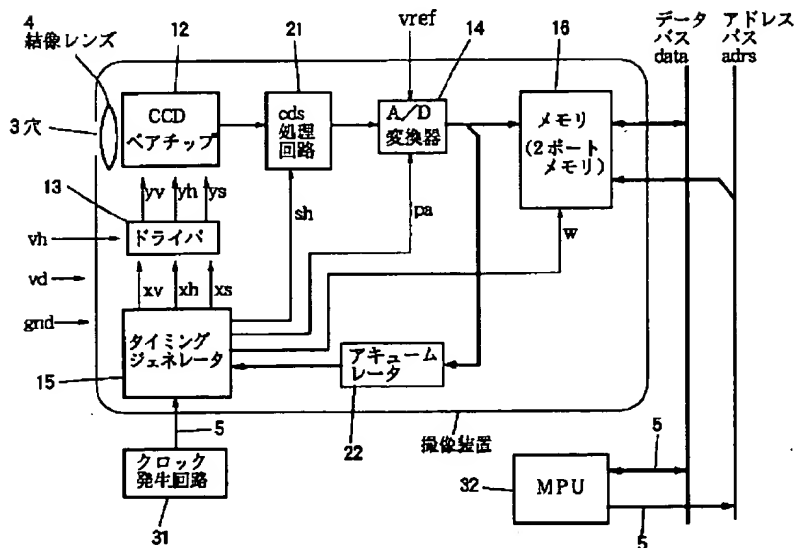 4
結像レンズ
3穴
12
CCD
ベアチップ
21
cds
処理
回路
vref
14
A/D
変換器
16
メモリ
(2ポート
メモリ)
データ
バス
data
アドレス
バス
adrs
yv
yh
ys
13
ドライバ
vh
vd
gnd
xv
xh
xs
sh
pa
w
タイミング
ジェネレータ
15
アキューム
レータ
22
撮像装置
5
クロック
発生回路
31
32
MPU
5
5